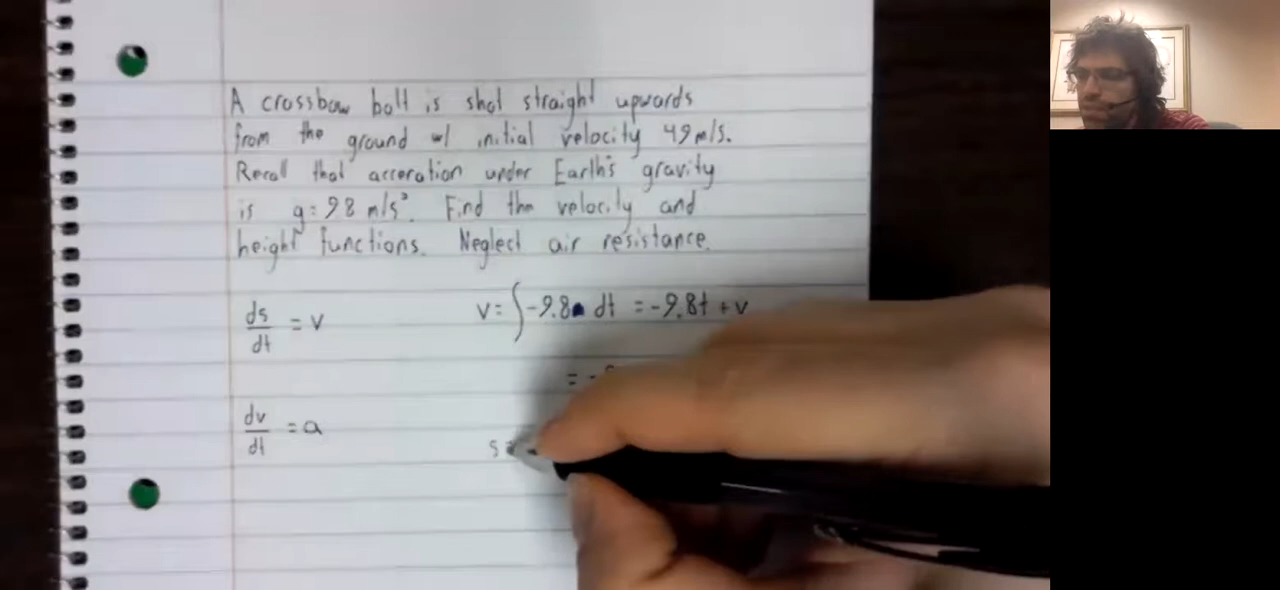 A crossbow bolt is shot straight upwards
from the ground w/ initial velocity 49m/s.
Recall that acceration under Earth's gravity
is g=9.8 m/s². Find the velocity and
height functions. Neglect air resistance.
ds/dt = v
v = ∫ -9.8 dt = -9.8t + v
= -
dv/dt = a
s =